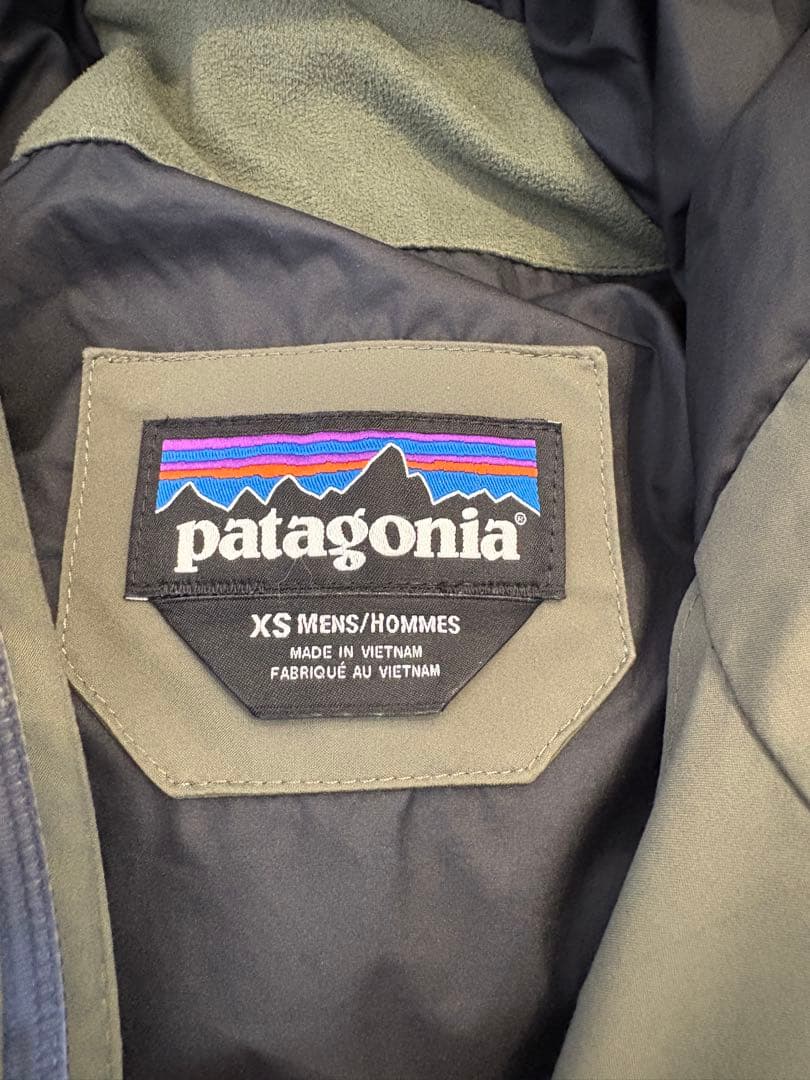 patagonia®
XS MENS/HOMMES
MADE IN VIETNAM
FABRIQUÉ AU VIETNAM